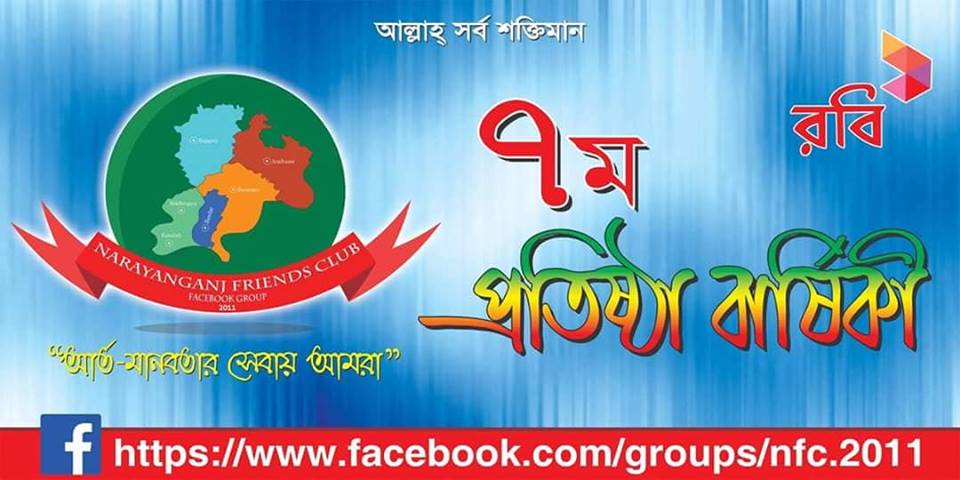 আল্লাহ্ সর্ব শক্তিমান
রবি
৭ম
প্রতিষ্ঠা বার্ষিকী
NARAYANGANJ FRIENDS CLUB
FACEBOOK GROUP
2011
“আর্ত-মানবতার সেবায় আমরা”
f https://www.facebook.com/groups/nfc.2011